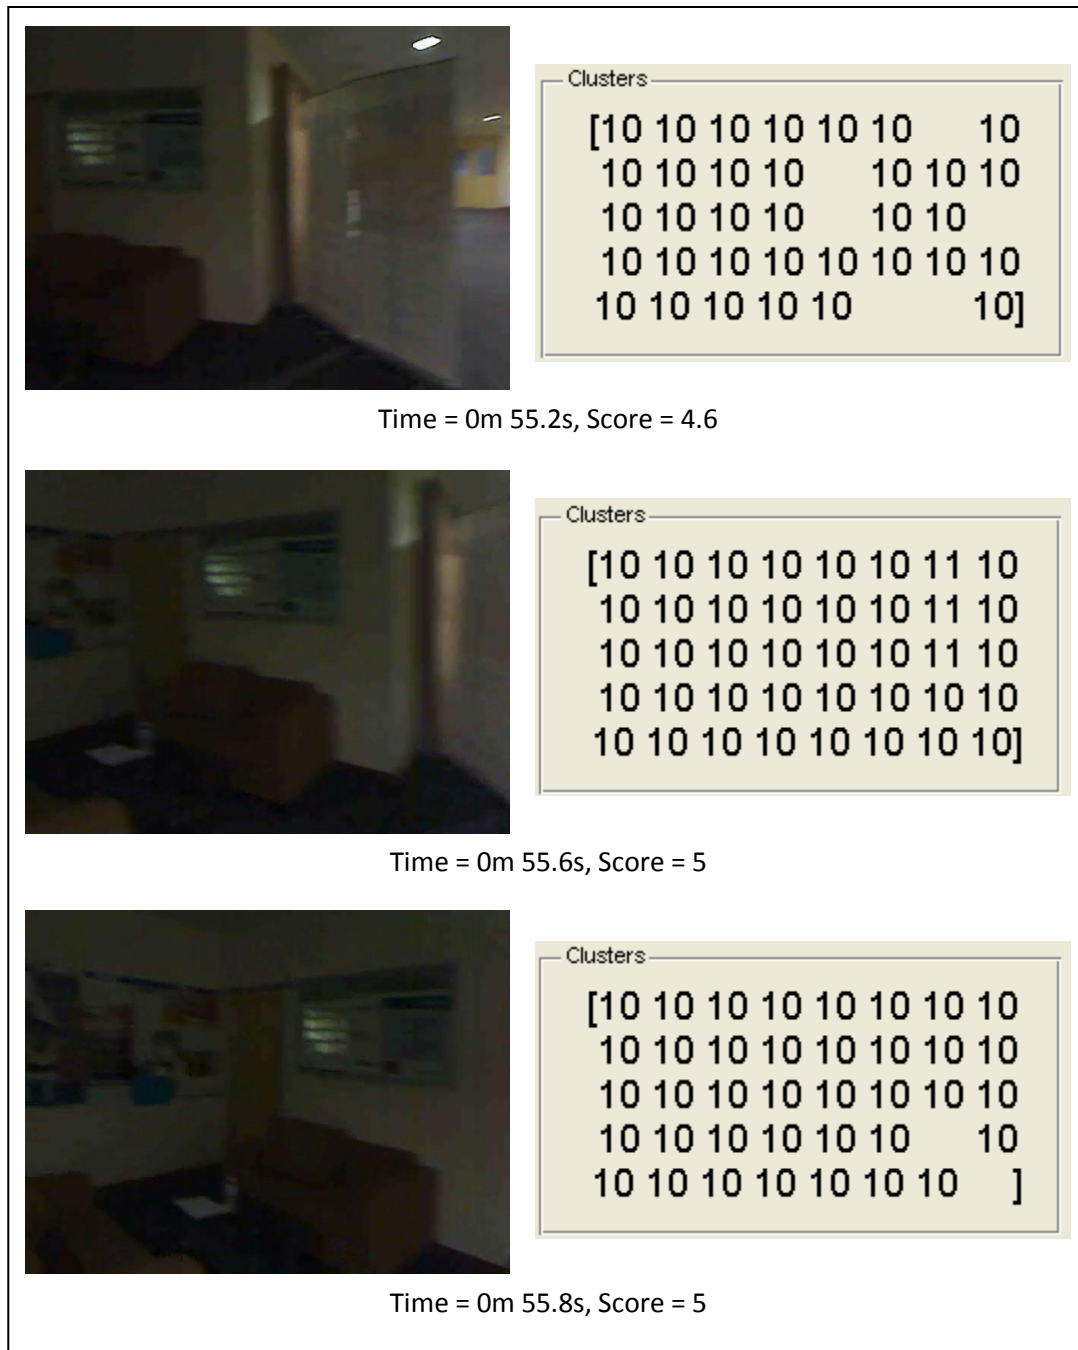 Clusters
[10 10 10 10 10 10 10
10 10 10 10 10 10 10
10 10 10 10 10 10
10 10 10 10 10 10 10 10
10 10 10 10 10 10]
Time = 0m 55.2s, Score = 4.6
Clusters
[10 10 10 10 10 10 11 10
10 10 10 10 10 10 11 10
10 10 10 10 10 10 11 10
10 10 10 10 10 10 10 10
10 10 10 10 10 10 10 10]
Time = 0m 55.6s, Score = 5
Clusters
[10 10 10 10 10 10 10 10
10 10 10 10 10 10 10 10
10 10 10 10 10 10 10 10
10 10 10 10 10 10 10
10 10 10 10 10 10 10 ]
Time = 0m 55.8s, Score = 5